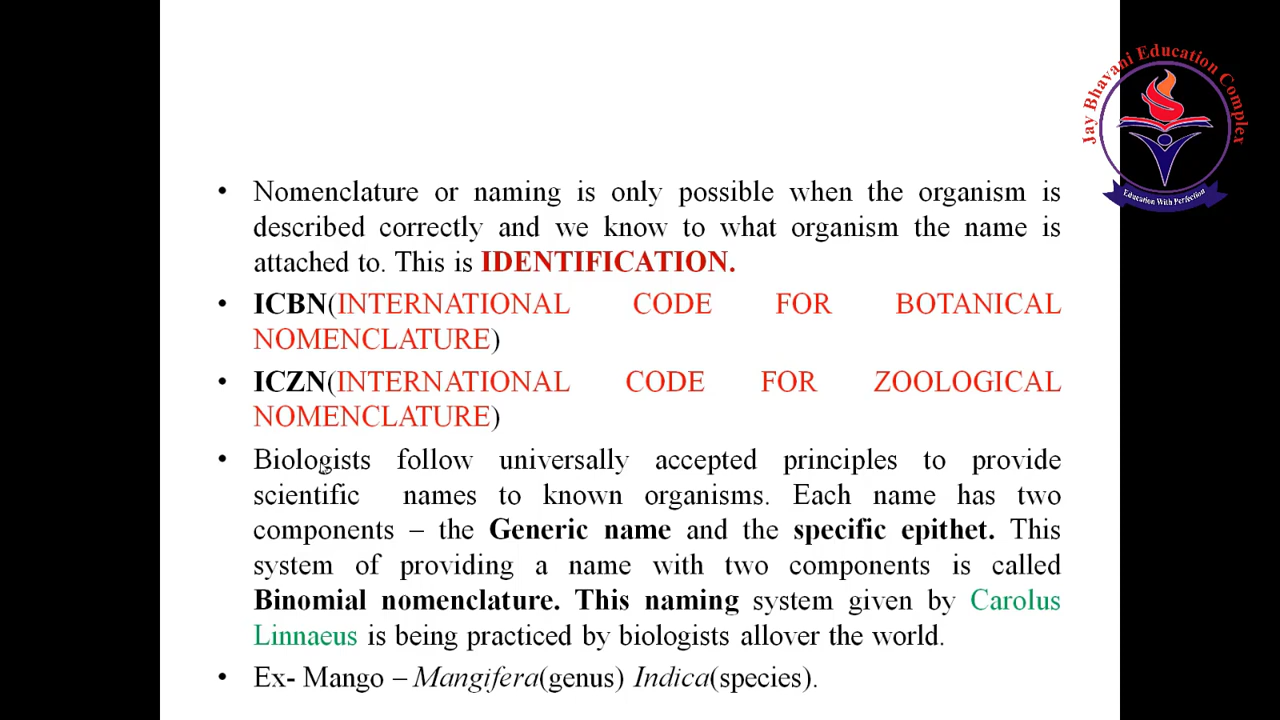 Jay Bhavani Education Complex
Education With Perfection
• Nomenclature or naming is only possible when the organism is
described correctly and we know to what organism the name is
attached to. This is IDENTIFICATION.
• ICBN(INTERNATIONAL CODE FOR BOTANICAL
NOMENCLATURE)
• ICZN(INTERNATIONAL CODE FOR ZOOLOGICAL
NOMENCLATURE)
• Biologists follow universally accepted principles to provide
scientific names to known organisms. Each name has two
components – the Generic name and the specific epithet. This
system of providing a name with two components is called
Binomial nomenclature. This naming system given by Carolus
Linnaeus is being practiced by biologists allover the world.
• Ex- Mango – Mangifera(genus) Indica(species).